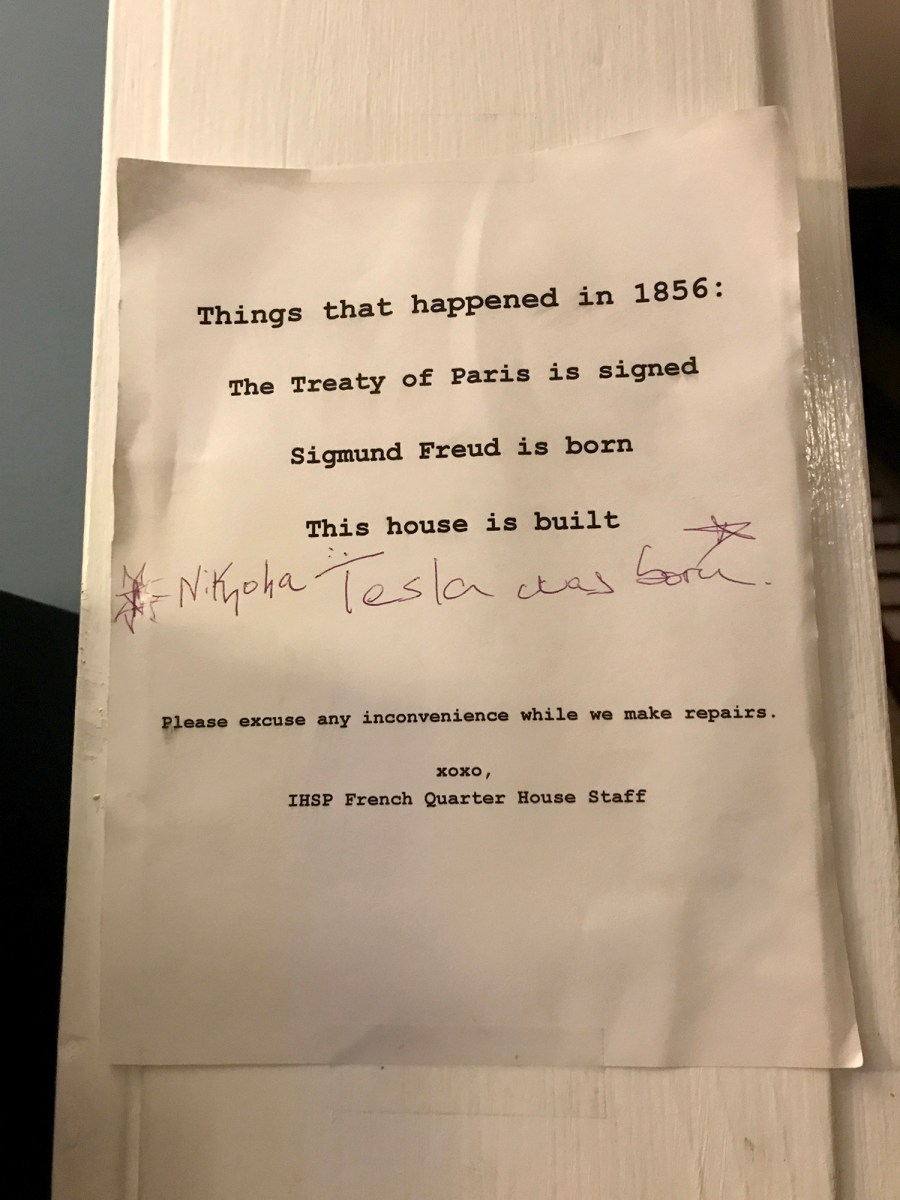 Things that happened in 1856:
The Treaty of Paris is signed
Sigmund Freud is born
This house is built
Tesla was born.
Please excuse any inconvenience while we make repairs.
xoxo,
IHSP French Quarter House Staff